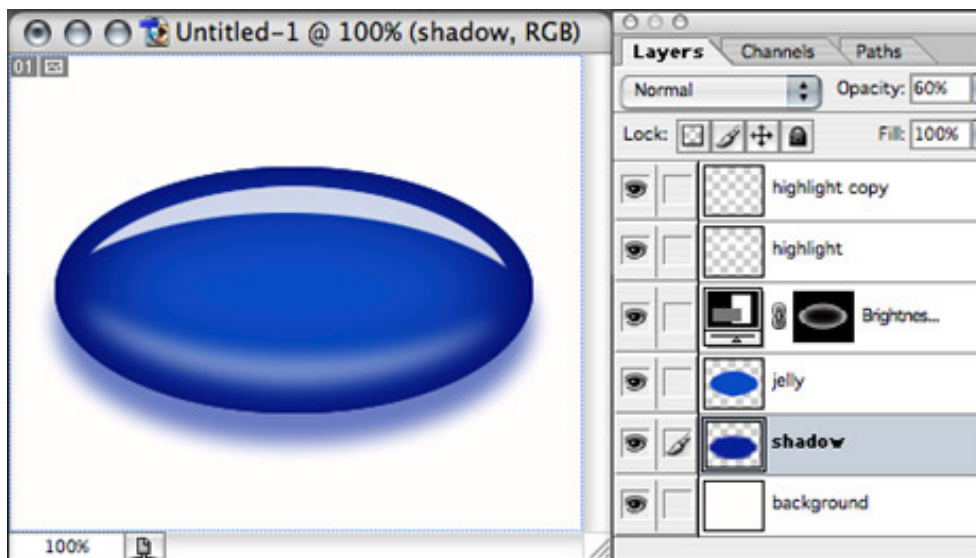 Untitled-1 @ 100% (shadow, RGB)
01
100%
Layers Channels Paths
Normal Opacity: 60%
Lock: Fill: 100%
highlight copy
highlight
Brightnes...
jelly
shadow
background